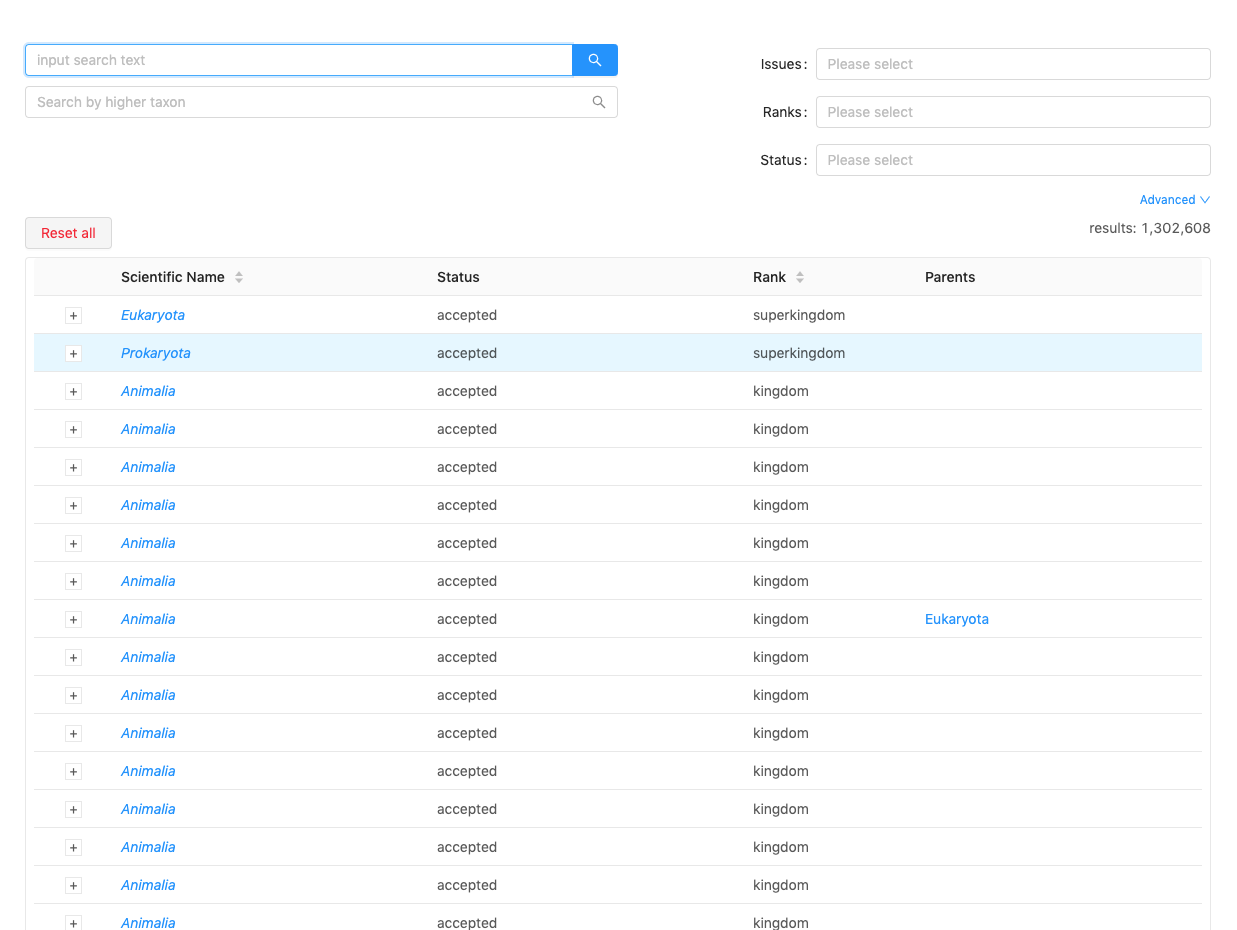 input search text
Search by higher taxon
Issues: Please select
Ranks: Please select
Status: Please select
Advanced
Reset all
results: 1,302,608
Scientific Name Status Rank Parents
+ Eukaryota accepted superkingdom
+ Prokaryota accepted superkingdom
+ Animalia accepted kingdom
+ Animalia accepted kingdom
+ Animalia accepted kingdom
+ Animalia accepted kingdom
+ Animalia accepted kingdom
+ Animalia accepted kingdom
+ Animalia accepted kingdom Eukaryota
+ Animalia accepted kingdom
+ Animalia accepted kingdom
+ Animalia accepted kingdom
+ Animalia accepted kingdom
+ Animalia accepted kingdom
+ Animalia accepted kingdom
+ Animalia accepted kingdom
+ Animalia accepted kingdom